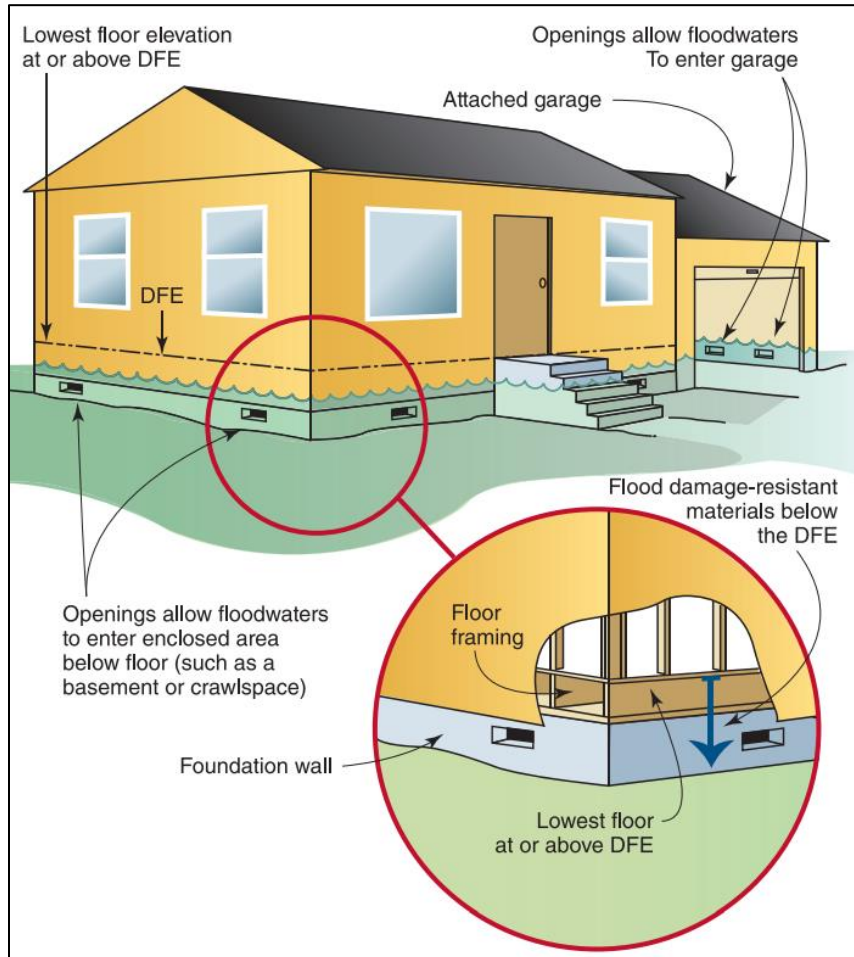 Lowest floor elevation
at or above DFE
Openings allow floodwaters
To enter garage
Attached garage
DFE
Flood damage-resistant
materials below
the DFE
Openings allow floodwaters
to enter enclosed area
below floor (such as a
basement or crawlspace)
Floor
framing
Foundation wall
Lowest floor
at or above DFE